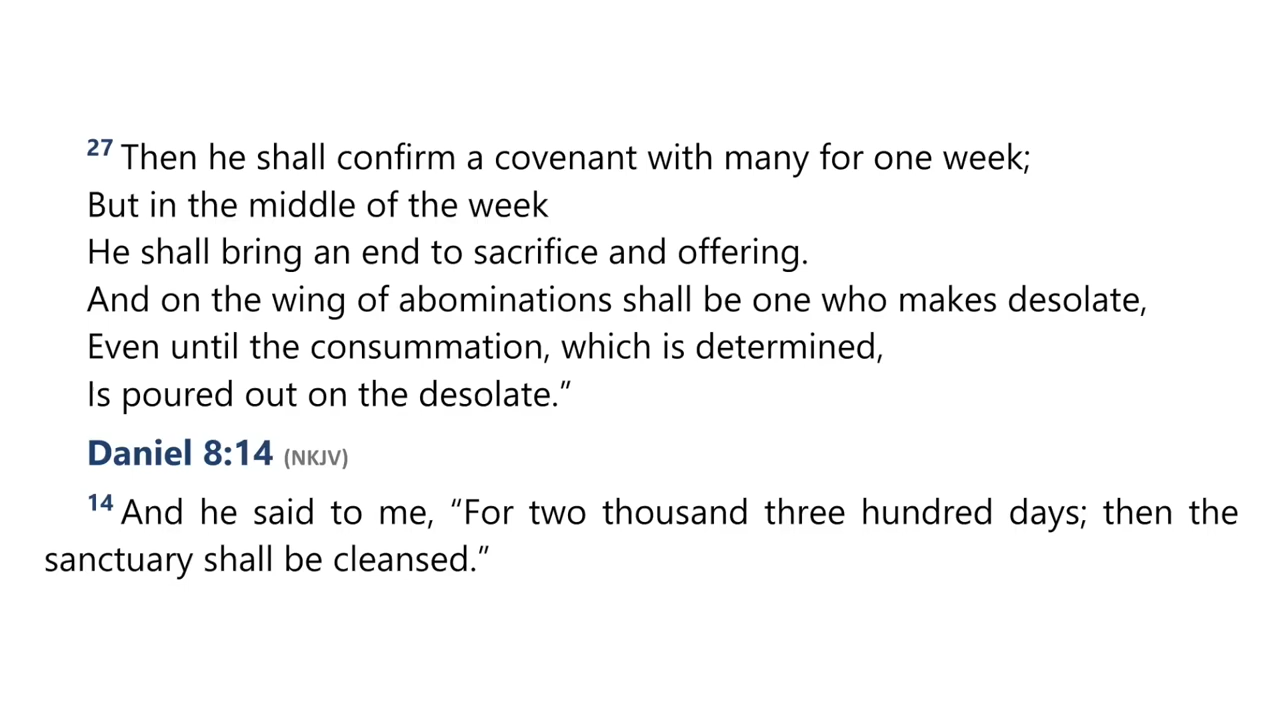 27 Then he shall confirm a covenant with many for one week;
But in the middle of the week
He shall bring an end to sacrifice and offering.
And on the wing of abominations shall be one who makes desolate,
Even until the consummation, which is determined,
Is poured out on the desolate.”
Daniel 8:14 (NKJV)
14 And he said to me, “For two thousand three hundred days; then the
sanctuary shall be cleansed.”